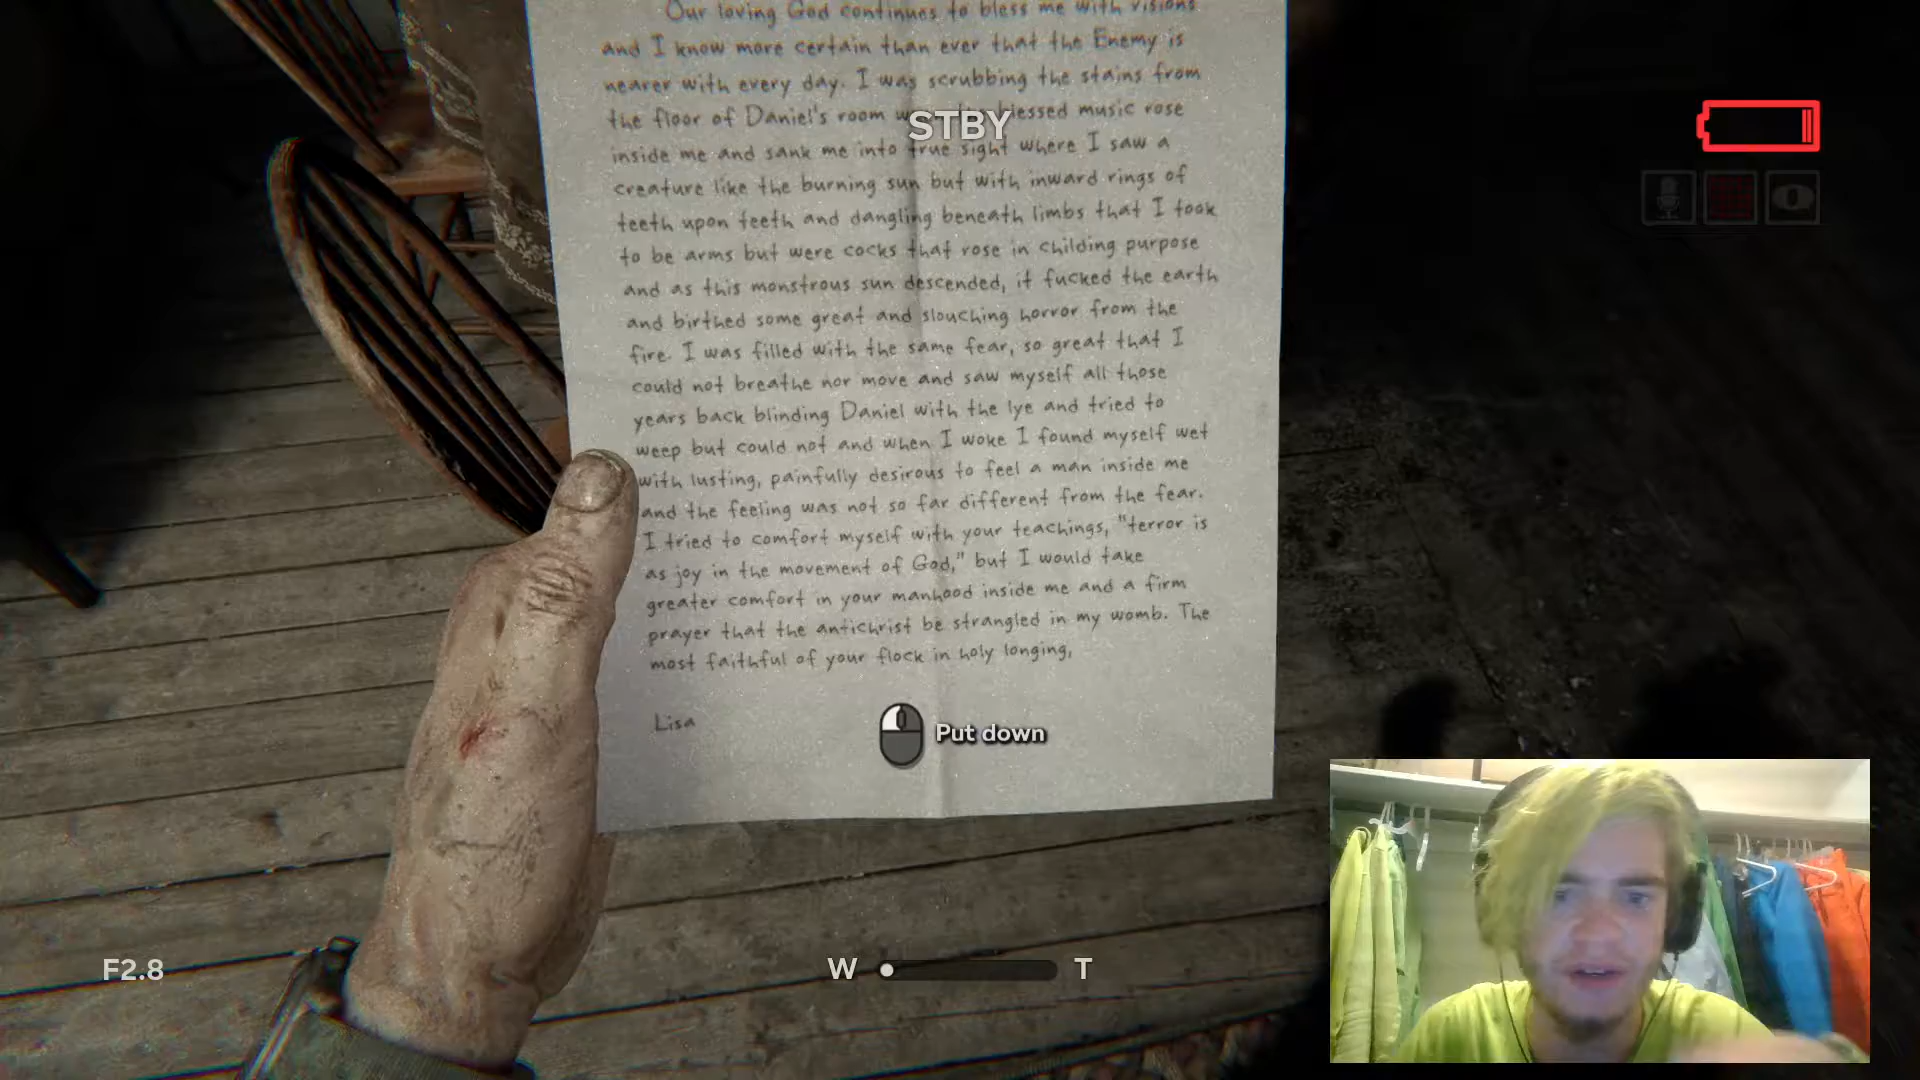 Our loving God continues to bless me with visions
and I know more certain than ever that the Enemy is
nearer with every day. I was scrubbing the stains from
the floor of Daniel's room blessed music rose
STBY
inside me and sank me into true sight where I saw a
creature like the burning sun but with inward rings of
teeth upon teeth and dangling beneath limbs that I took
to be arms but were cocks that rose in childing purpose
and as this monstrous sun descended, it fucked the earth
and birthed some great and slouching horror from the
fire. I was filled with the same fear, so great that I
could not breathe nor move and saw myself all those
years back blinding Daniel with the lye and tried to
weep but could not and when I woke I found myself wet
with lusting, painfully desirous to feel a man inside me
and the feeling was not so far different from the fear.
I tried to comfort myself with your teachings, "terror is
as joy in the movement of God," but I would take
greater comfort in your manhood inside me and a firm
prayer that the antichrist be strangled in my womb. The
most faithful of your flock in holy longing,
Lisa
Put down
F2.8
W T